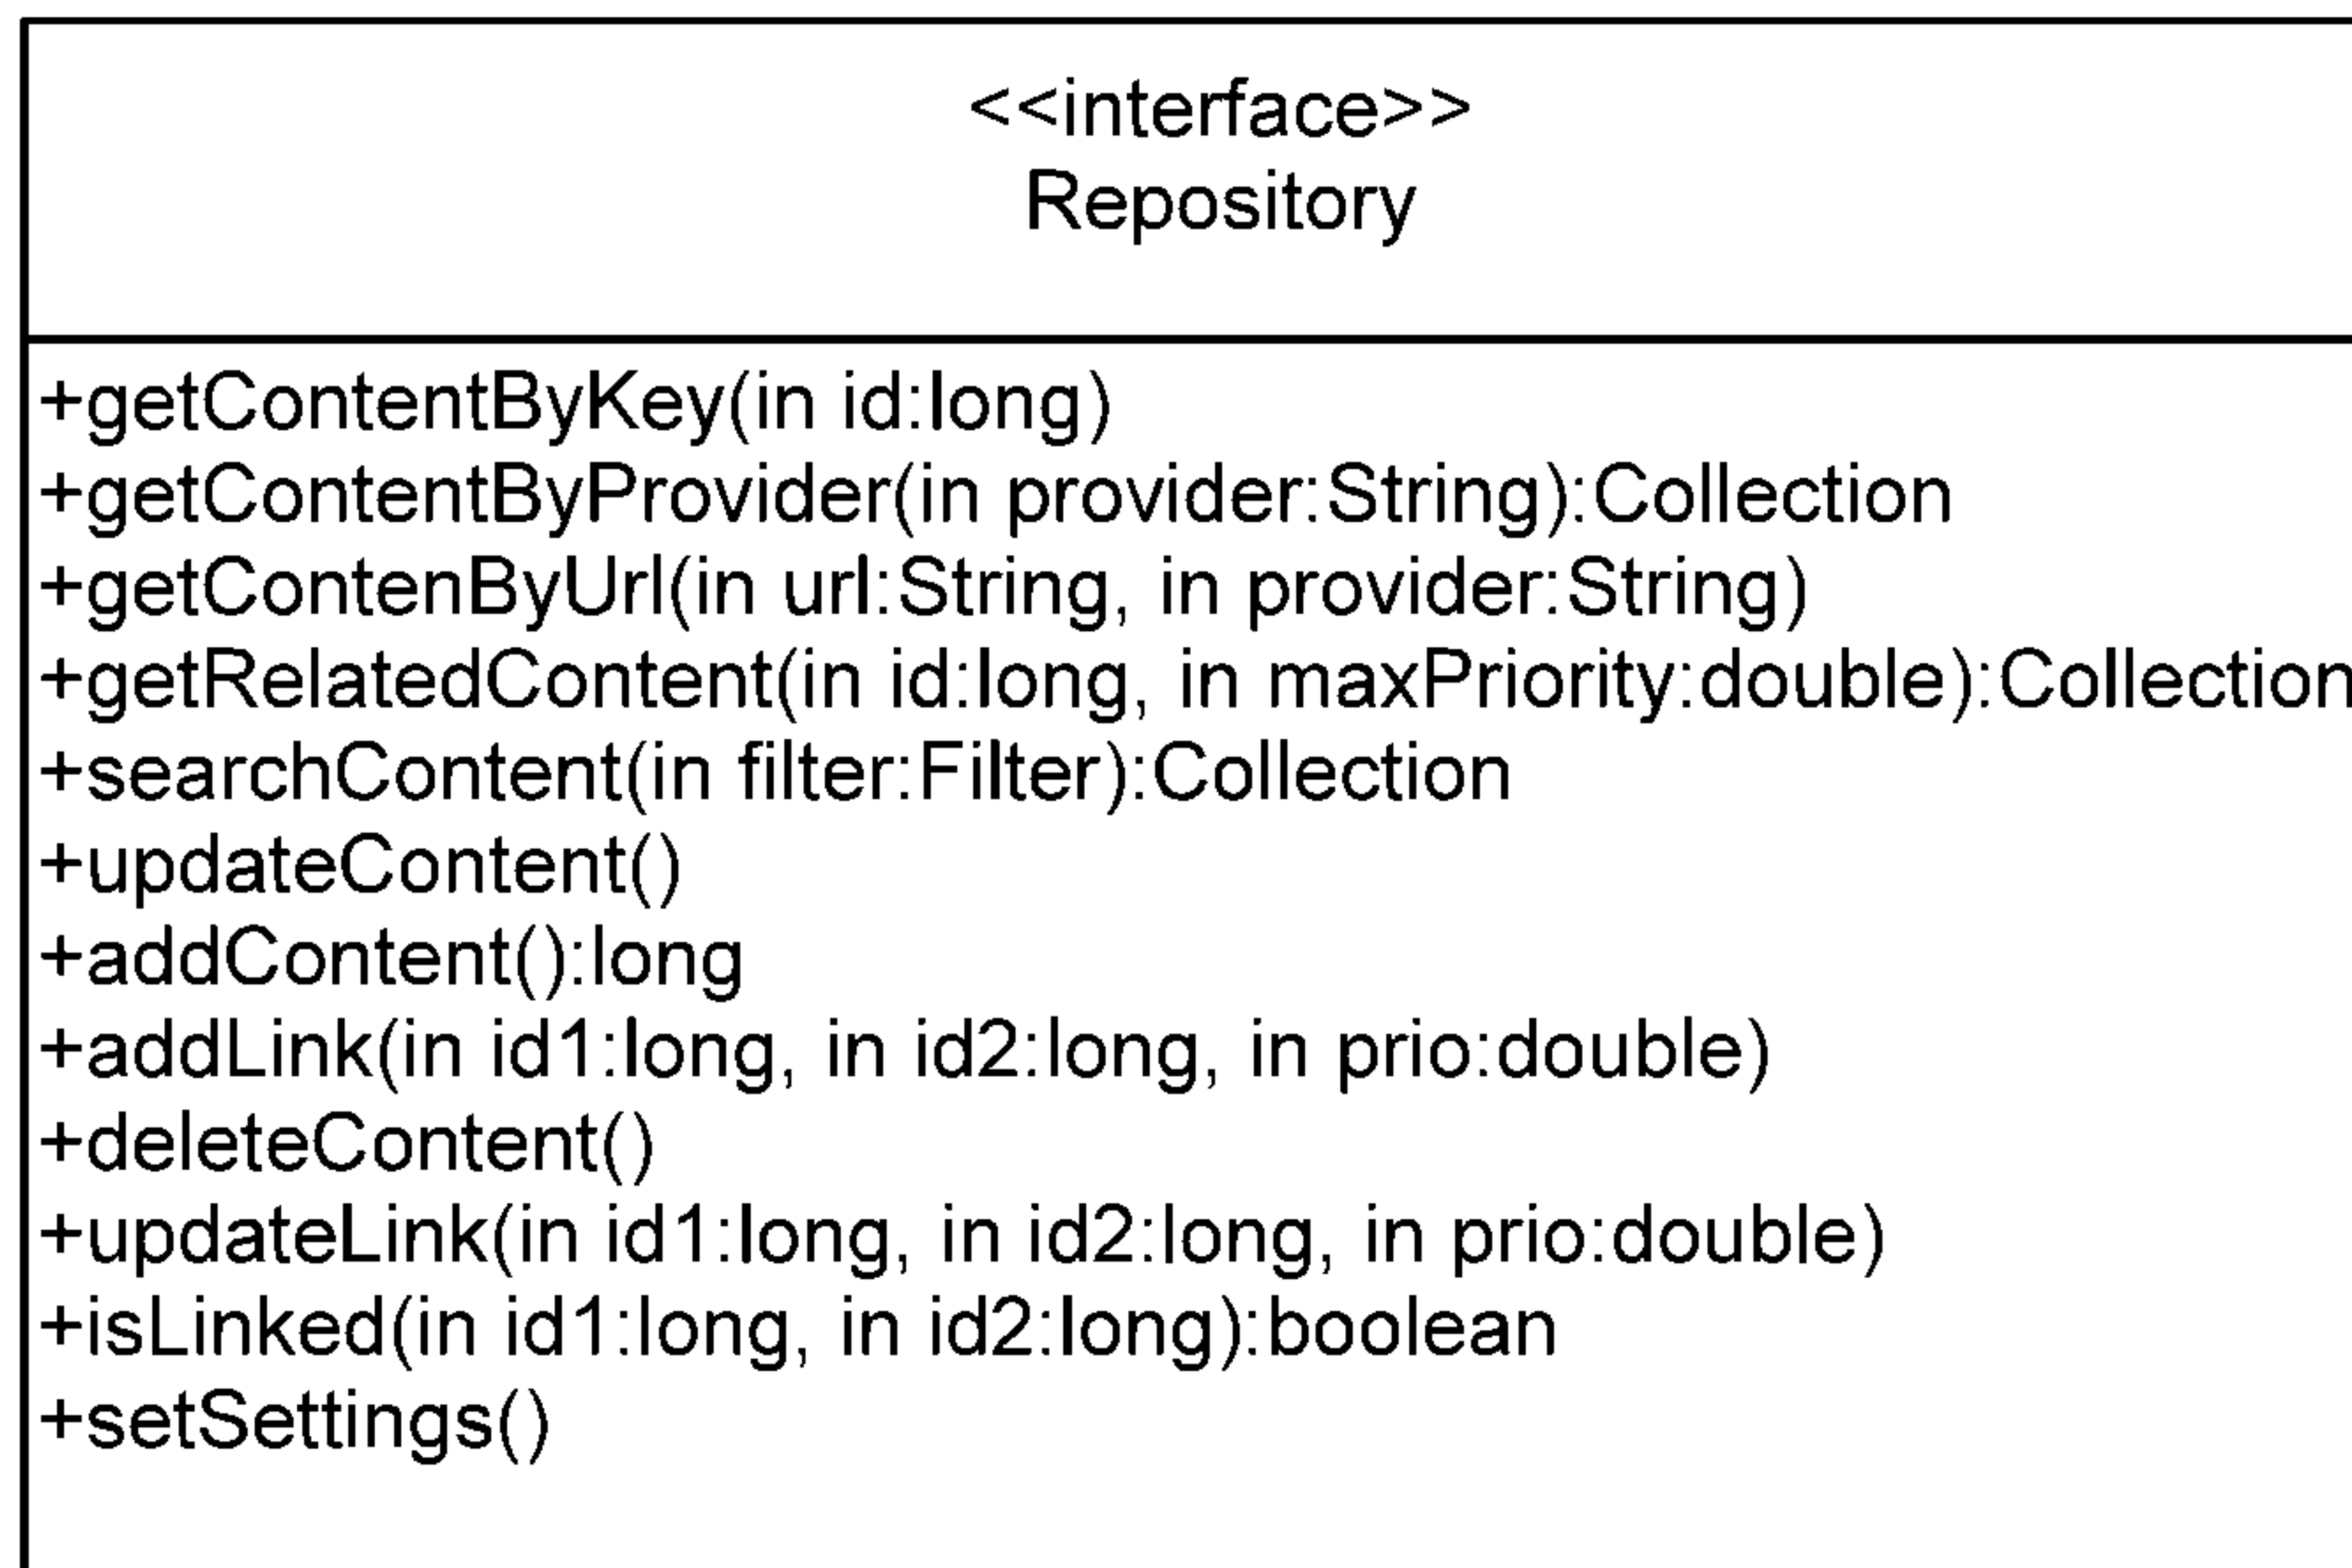 <<interface>>
Repository
+getContentByKey(in id:long)
+getContentByProvider(in provider:String):Collection
+getContenByUrl(in url:String, in provider:String)
+getRelatedContent(in id:long, in maxPriority:double):Collection
+searchContent(in filter:Filter):Collection
+updateContent()
+addContent():long
+addLink(in id1:long, in id2:long, in prio:double)
+deleteContent()
+updateLink(in id1:long, in id2:long, in prio:double)
+isLinked(in id1:long, in id2:long):boolean
+setSettings()